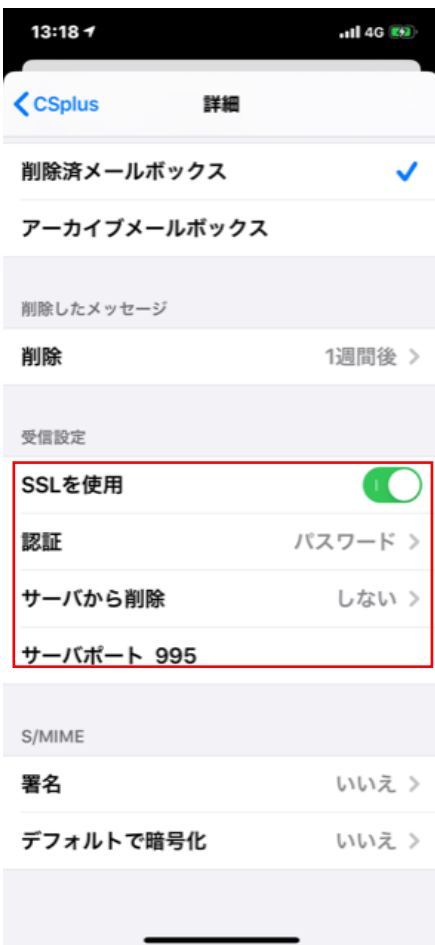 13:18 4G
CSplus 詳細
削除済メールボックス
アーカイブメールボックス
削除したメッセージ
削除 1週間後
受信設定
SSLを使用
認証 パスワード
サーバから削除 しない
サーバポート 995
S/MIME
署名 いいえ
デフォルトで暗号化 いいえ